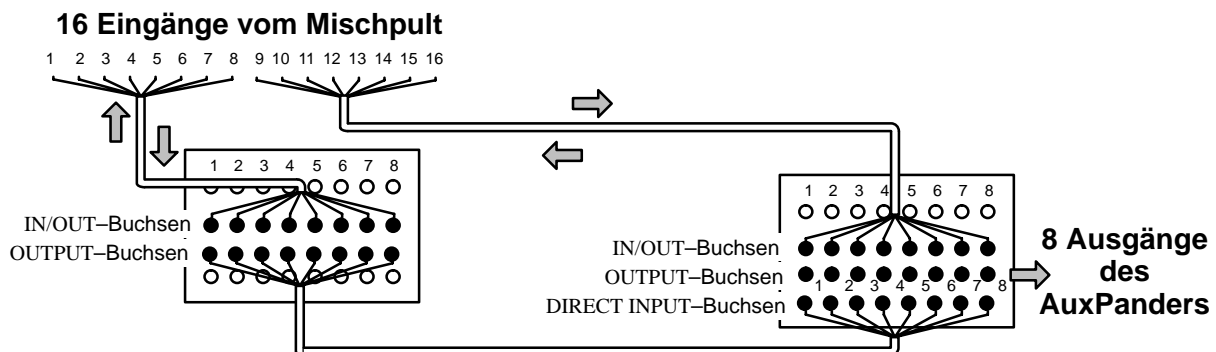 16 Eingänge vom Mischpult
1 2 3 4 5 6 7 8 9 10 11 12 13 14 15 16
1 2 3 4 5 6 7 8
IN/OUT–Buchsen
OUTPUT–Buchsen
1 2 3 4 5 6 7 8
IN/OUT–Buchsen
OUTPUT–Buchsen
1 2 3 4 5 6 7 8
DIRECT INPUT–Buchsen
8 Ausgänge
des
AuxPanders